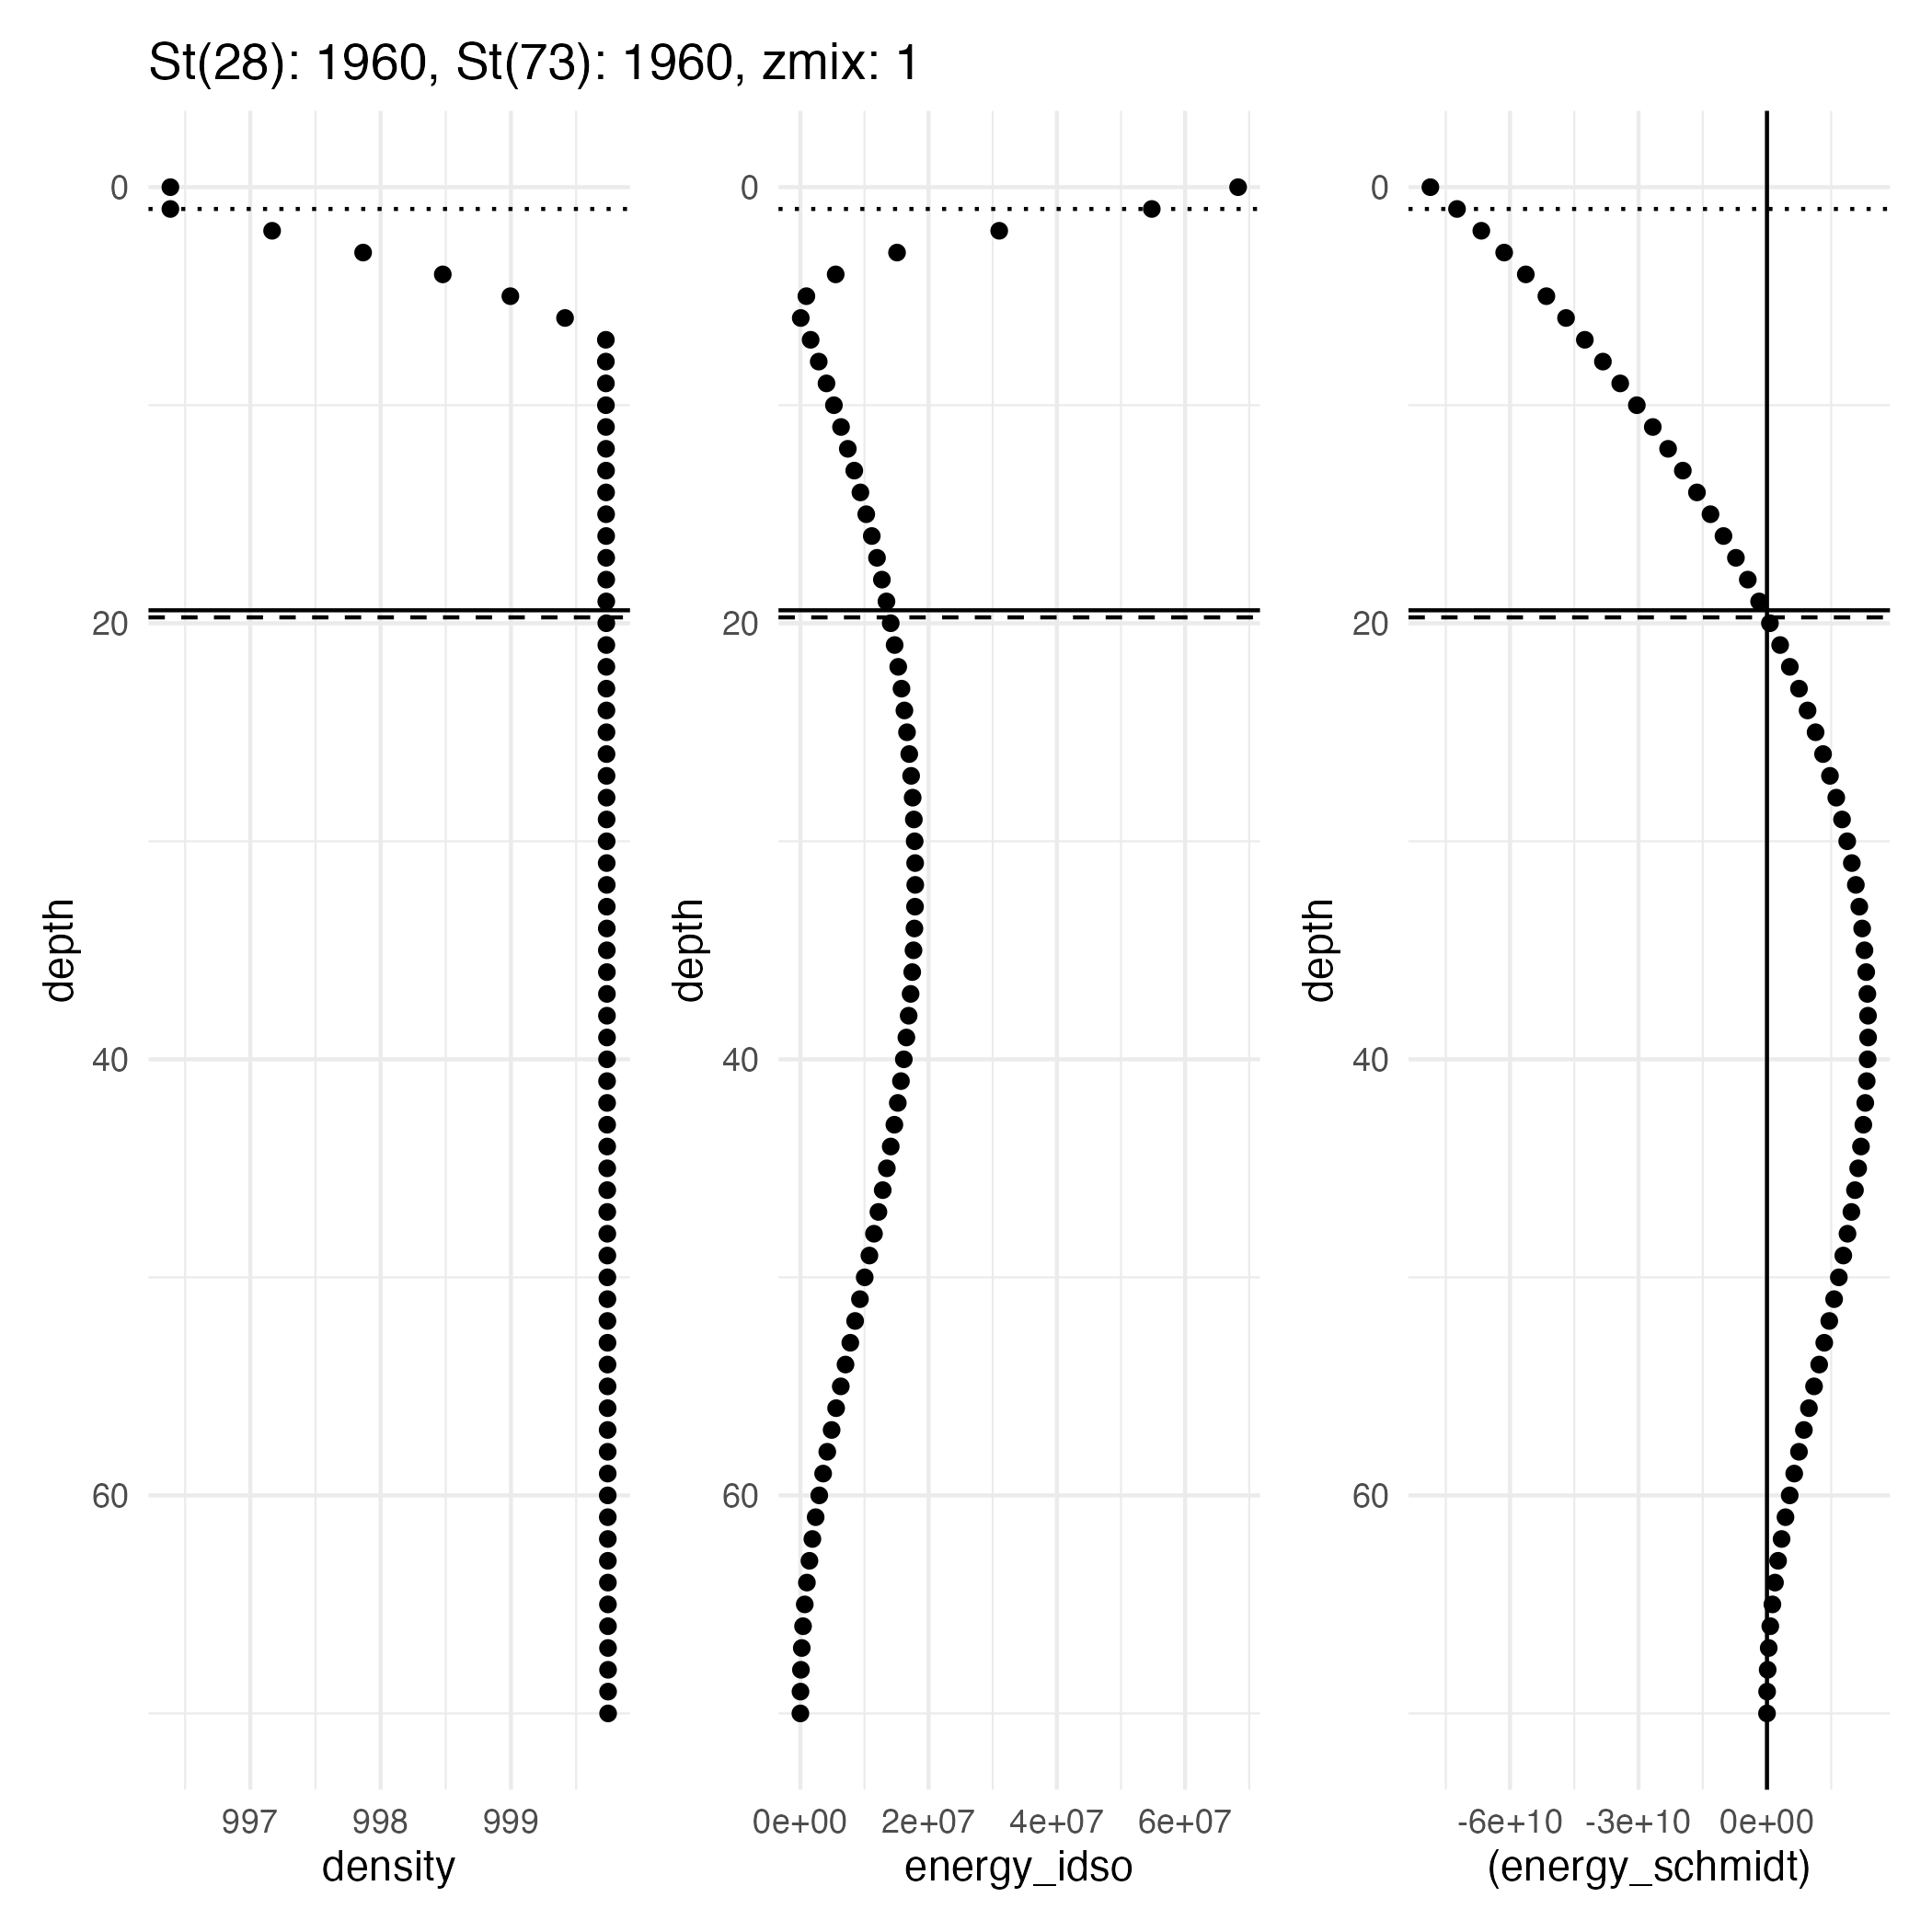 St(28): 1960, St(73): 1960, zmix: 1
0
20
40
60
depth
997 998 999
density
0
20
40
60
depth
0e+00 2e+07 4e+07 6e+07
energy_idso
0
20
40
60
depth
-6e+10 -3e+10 0e+00
(energy_schmidt)